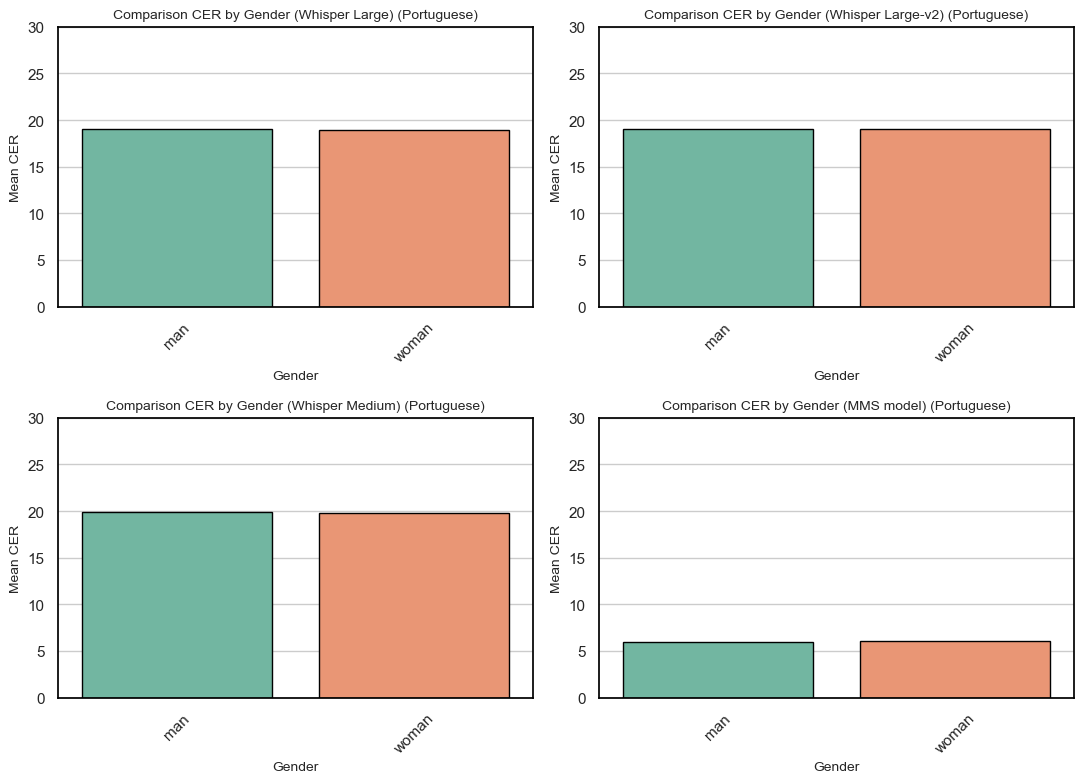 Comparison CER by Gender (Whisper Large) (Portuguese)
30
25
20
15
10
5
0
Mean CER
man
woman
Gender
Comparison CER by Gender (Whisper Large-v2) (Portuguese)
30
25
20
15
10
5
0
Mean CER
man
woman
Gender
Comparison CER by Gender (Whisper Medium) (Portuguese)
30
25
20
15
10
5
0
Mean CER
man
woman
Gender
Comparison CER by Gender (MMS model) (Portuguese)
30
25
20
15
10
5
0
Mean CER
man
woman
Gender